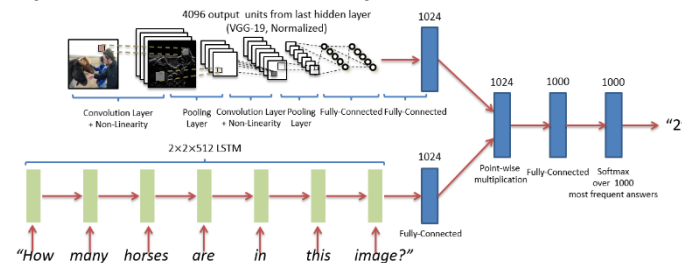 4096 output units from last hidden layer
(VGG-19, Normalized)
1024
1024
1000
1000
Convolution Layer
+ Non-Linearity
Pooling
Layer
Convolution Layer
+ Non-Linearity
Pooling
Layer
Fully-Connected
Fully-Connected
"2
2×2×512 LSTM
1024
Point-wise
multiplication
Fully-Connected
Softmax
over 1000
most frequent answers
Fully-Connected
"How many horses are in this image?"